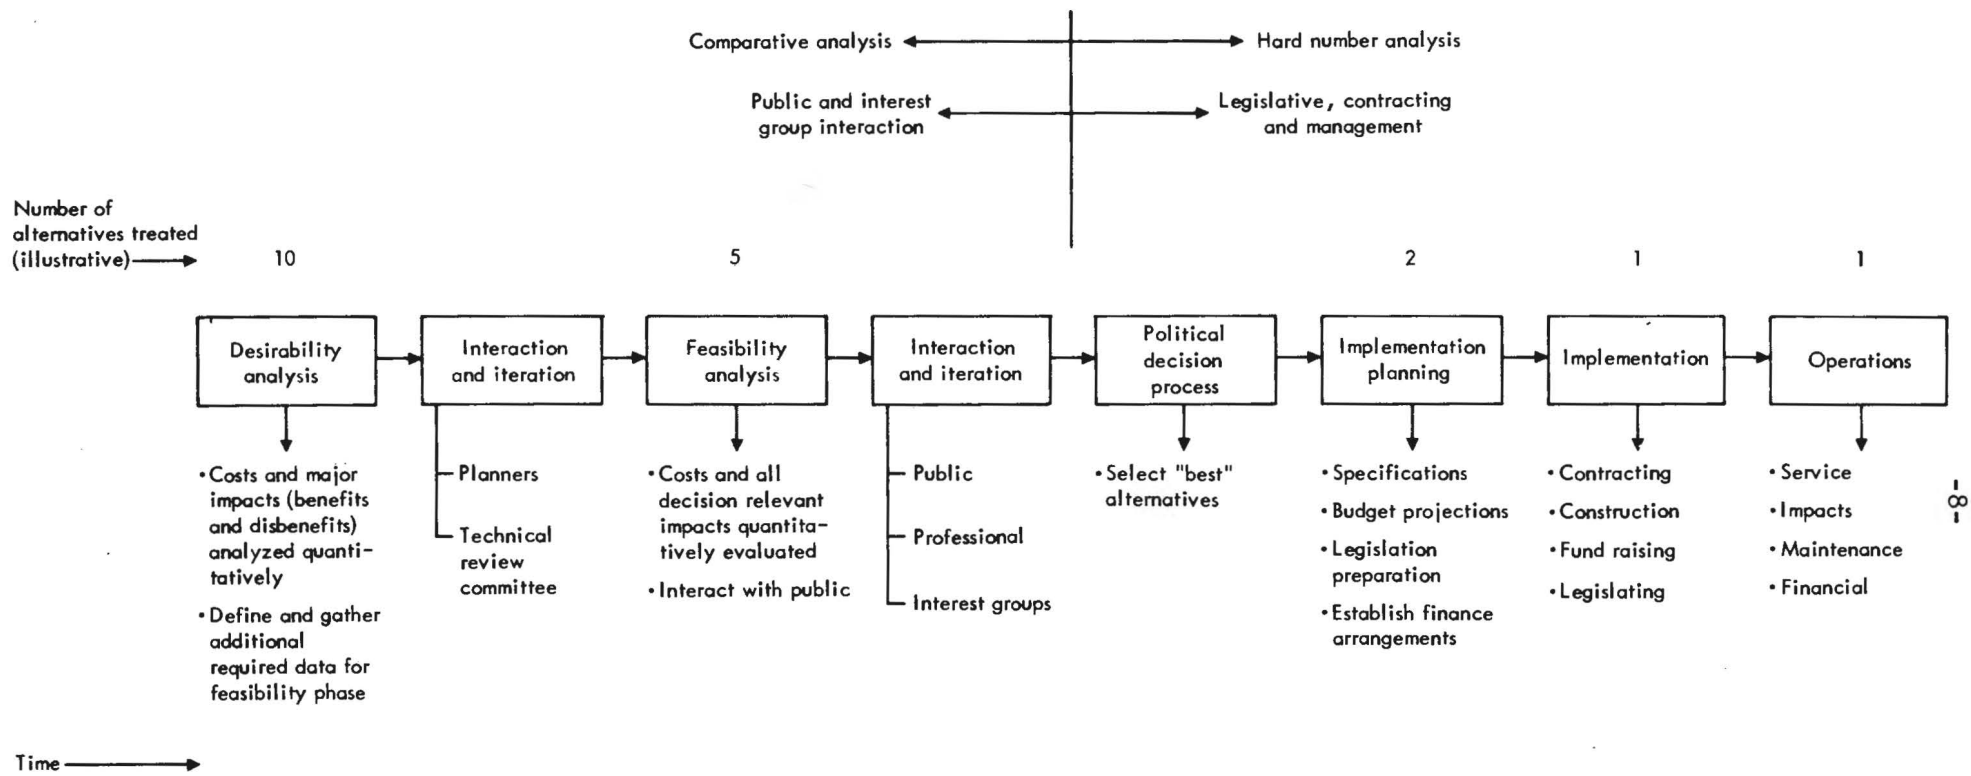 Comparative analysis
Hard number analysis
Public and interest
group interaction
Legislative, contracting
and management
Number of
alternatives treated
(illustrative)
10
5
2
1
1
Desirability
analysis
Interaction
and iteration
Feasibility
analysis
Interaction
and iteration
Political
decision
process
Implementation
planning
Implementation
Operations
• Costs and major
impacts (benefits
and disbenefits)
analyzed quanti-
tatively
• Define and gather
additional
required data for
feasibility phase
Planners
Technical
review
committee
• Costs and all
decision relevant
impacts quantita-
tively evaluated
• Interact with public
Public
Professional
Interest groups
• Select "best"
alternatives
• Specifications
• Budget projections
• Legislation
preparation
• Establish finance
arrangements
• Contracting
• Construction
• Fund raising
• Legislating
• Service
• Impacts
• Maintenance
• Financial
-8-
Time